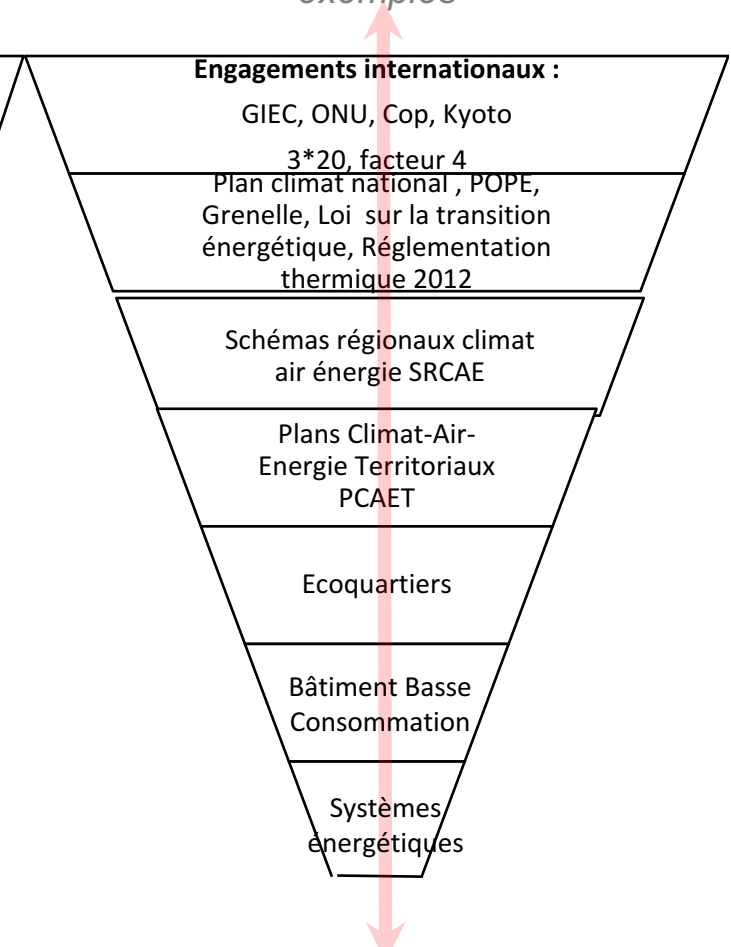 exemples
Engagements internationaux :
GIEC, ONU, Cop, Kyoto
3*20, facteur 4
Plan climat national , POPE,
Grenelle, Loi sur la transition
énergétique, Réglementation
thermique 2012
Schémas régionaux climat
air énergie SRCAE
Plans Climat-Air-
Energie Territoriaux
PCAET
Ecoquartiers
Bâtiment Basse
Consommation
Systèmes
énergétiques